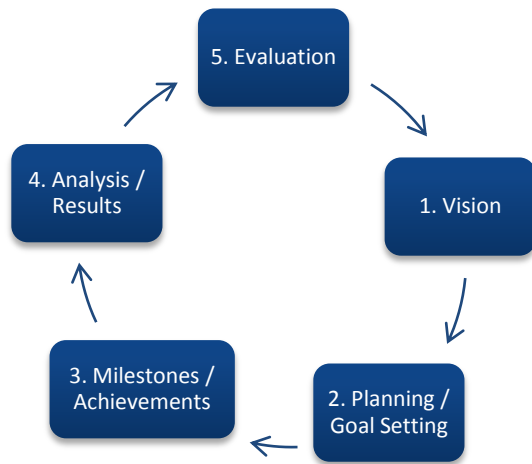 5. Evaluation
1. Vision
2. Planning /
Goal Setting
3. Milestones /
Achievements
4. Analysis /
Results